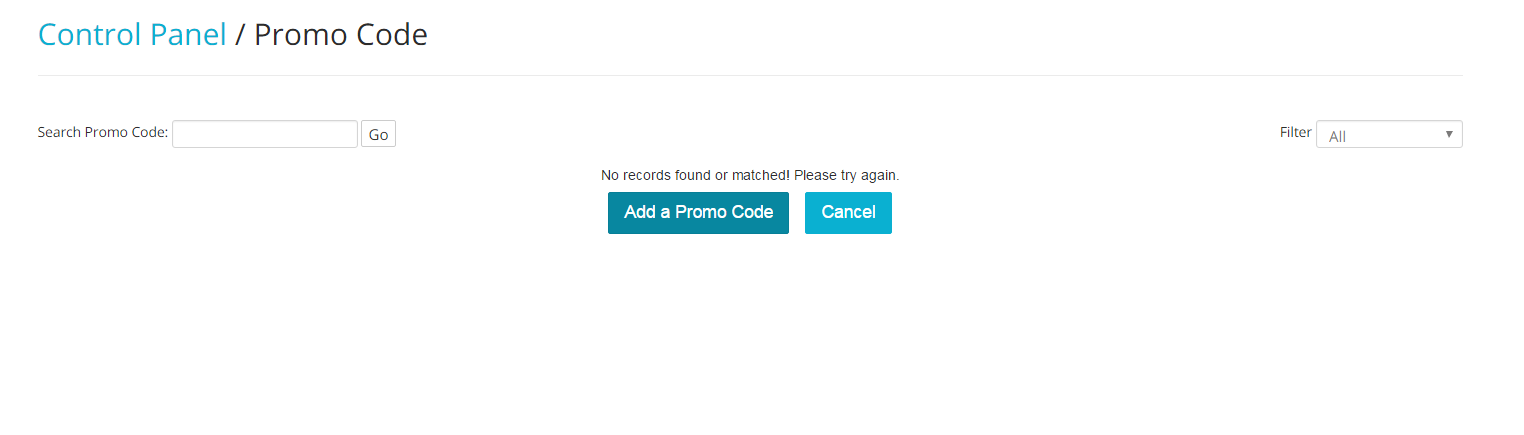 Control Panel / Promo Code
Search Promo Code: Go Filter All
No records found or matched! Please try again.
Add a Promo Code Cancel